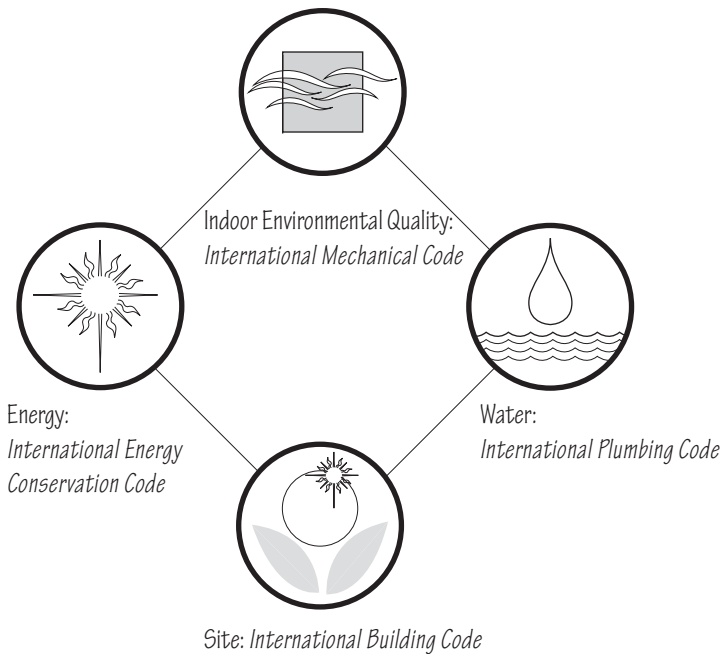 Indoor Environmental Quality:
International Mechanical Code
Energy:
International Energy
Conservation Code
Water:
International Plumbing Code
Site: International Building Code